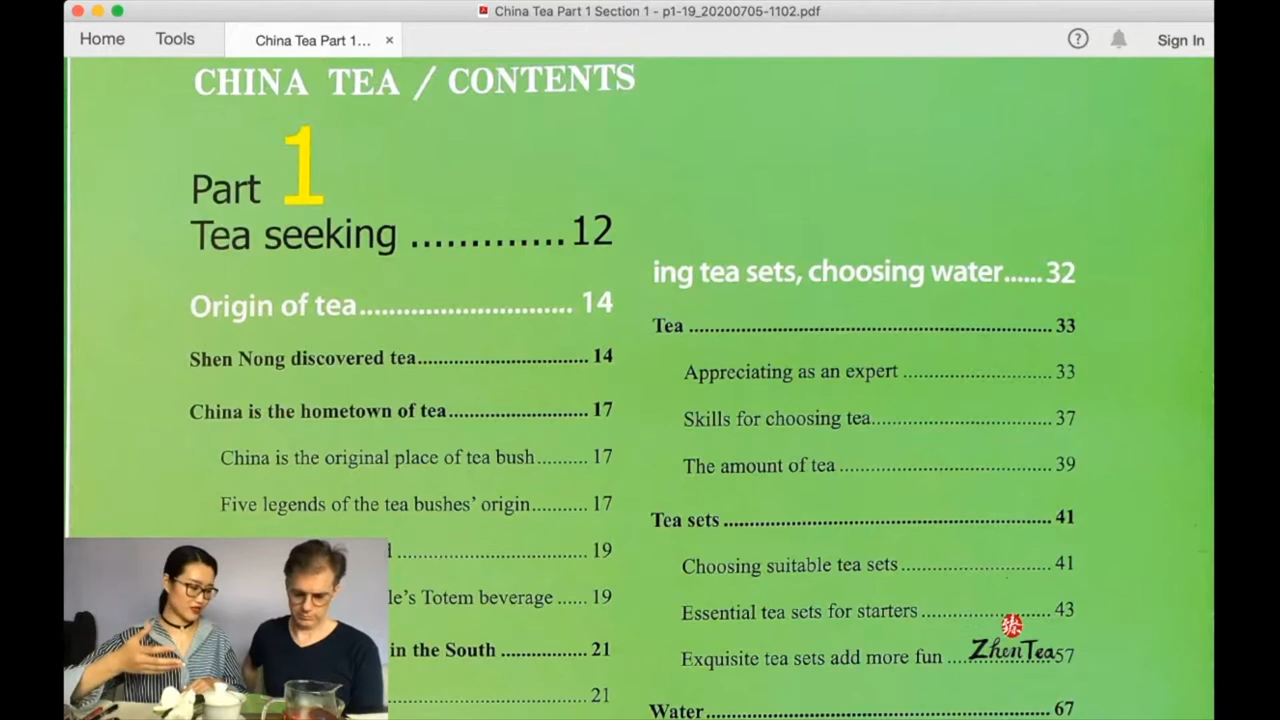 China Tea Part 1 Section 1 - p1-19_20200705-1102.pdf
Home
Tools
China Tea Part 1...
×
?
Sign In
CHINA TEA / CONTENTS
Part 1
Tea seeking .............12
Origin of tea.............................. 14
Shen Nong discovered tea............................... 14
China is the hometown of tea......................... 17
China is the original place of tea bush.......... 17
Five legends of the tea bushes' origin........... 17
................................... 19
le's Totem beverage ...... 19
in the South ................ 21
................................... 21
ing tea sets, choosing water......32
Tea ................................................................... 33
Appreciating as an expert ........................... 33
Skills for choosing tea................................. 37
The amount of tea ...................................... 39
Tea sets ............................................................ 41
Choosing suitable tea sets........................... 41
Essential tea sets for starters ....................... 43
Exquisite tea sets add more fun ..................57
Water................................................................ 67
臻
ZhenTea